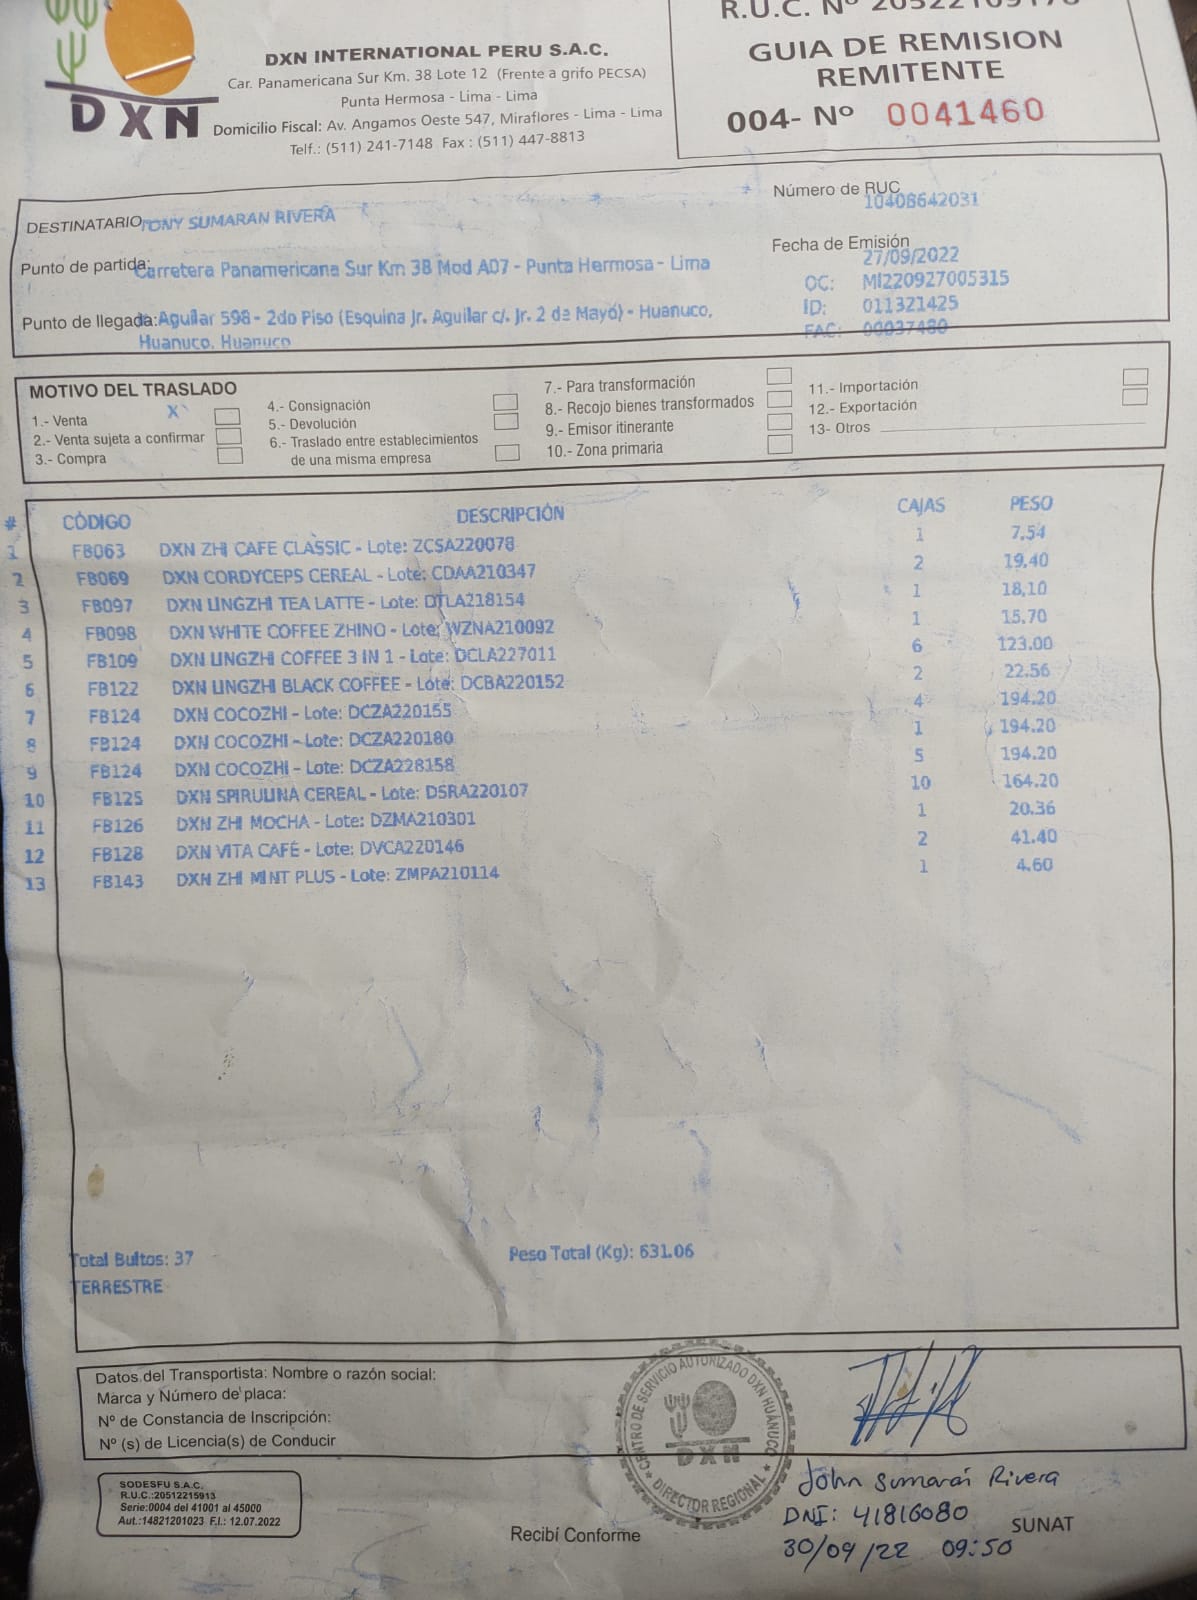 DXN
DXN INTERNATIONAL PERU S.A.C.
Car. Panamericana Sur Km. 38 Lote 12 (Frente a grifo PECSA)
Punta Hermosa - Lima - Lima
Domicilio Fiscal: Av. Angamos Oeste 547, Miraflores - Lima - Lima
Telf.: (511) 241-7148 Fax : (511) 447-8813
R.U.C. Nº
GUIA DE REMISION
REMITENTE
004- Nº 0041460
DESTINATARIO TONY SUMARAN RIVERA
Número de RUC
10408642031
Punto de partida: Carretera Panamericana Sur Km 38 Mod A07 - Punta Hermosa - Lima
Fecha de Emisión
27/09/2022
OC: MI220927005315
Punto de llegada: Aguilar 598 - 2do Piso (Esquina Jr. Aguilar c/. Jr. 2 de Mayo) - Huanuco,
Huanuco, Huanuco
ID: 011321425
FAC: 00037480
MOTIVO DEL TRASLADO
1.- Venta X
2.- Venta sujeta a confirmar
3.- Compra
4.- Consignación
5.- Devolución
6.- Traslado entre establecimientos
de una misma empresa
7.- Para transformación
8.- Recojo bienes transformados
9.- Emisor itinerante
10.- Zona primaria
11.- Importación
12.- Exportación
13- Otros
# CÓDIGO DESCRIPCIÓN CAJAS PESO
1 FB063 DXN ZHI CAFE CLASSIC - Lote: ZCSA220078 1 7.54
2 FB069 DXN CORDYCEPS CEREAL - Lote: CDAA210347 2 19.40
3 FB097 DXN LINGZHI TEA LATTE - Lote: DTLA218154 1 18,10
4 FB098 DXN WHITE COFFEE ZHINO - Lote: WZNA210092 1 15.70
5 FB109 DXN LINGZHI COFFEE 3 IN 1 - Lote: DCLA227011 6 123.00
6 FB122 DXN LINGZHI BLACK COFFEE - Lote: DCBA220152 2 22.56
7 FB124 DXN COCOZHI - Lote: DCZA220155 4 194.20
8 FB124 DXN COCOZHI - Lote: DCZA220180 1 194.20
9 FB124 DXN COCOZHI - Lote: DCZA228158 5 194.20
10 FB125 DXN SPIRULINA CEREAL - Lote: DSRA220107 10 164.20
11 FB126 DXN ZHI MOCHA - Lote: DZMA210301 1 20.36
12 FB128 DXN VITA CAFÉ - Lote: DVCA220146 2 41.40
13 FB143 DXN ZHI MINT PLUS - Lote: ZMPA210114 1 4.60
Total Bultos: 37
Peso Total (Kg): 631.06
TERRESTRE
Datos del Transportista: Nombre o razón social:
Marca y Número de placa:
Nº de Constancia de Inscripción:
Nº (s) de Licencia(s) de Conducir
CENTRO DE SERVICIO AUTORIZADO DXN HUÁNUCO
DXN
★ DIRECTOR REGIONAL ★
SODESFU S.A.C.
R.U.C.:20512215913
Serie:0004 del 41001 al 45000
Aut.:14821201023 F.I.: 12.07.2022
Recibí Conforme
John Sumarán Rivera
DNI: 41816080
30/09/22 09:50
SUNAT